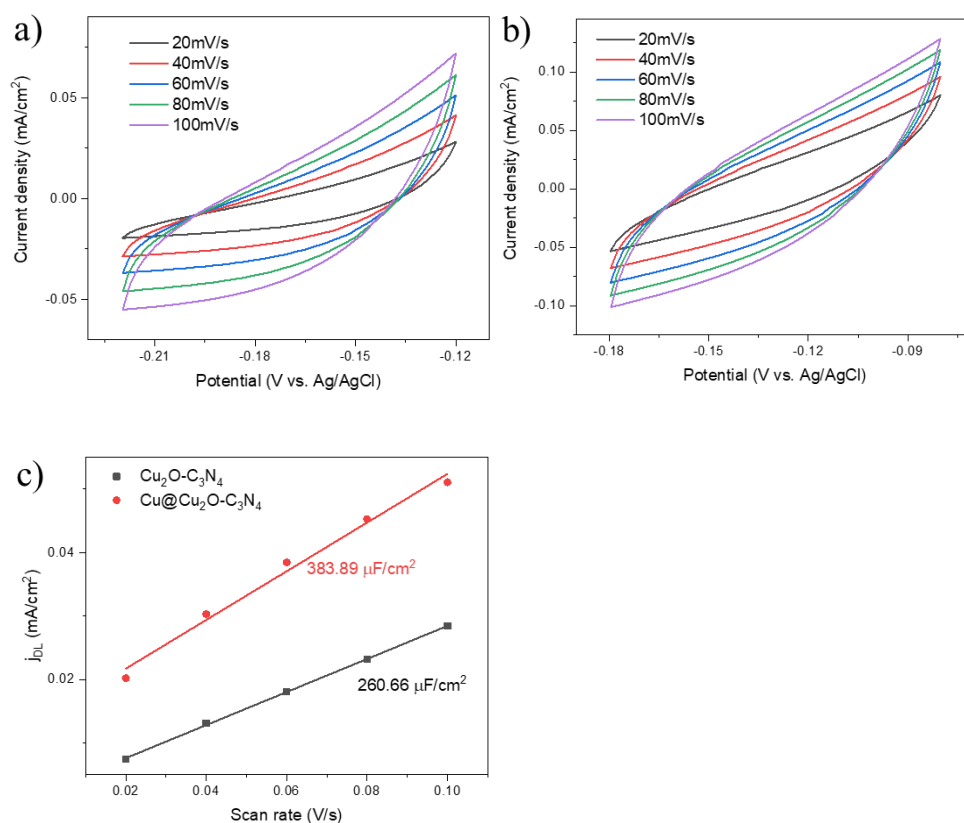 a)
20mV/s
40mV/s
60mV/s
80mV/s
100mV/s
0.05
0.00
-0.05
Current density (mA/cm²)
-0.21 -0.18 -0.15 -0.12
Potential (V vs. Ag/AgCl)
b)
20mV/s
40mV/s
60mV/s
80mV/s
100mV/s
0.10
0.05
0.00
-0.05
-0.10
Current density (mA/cm²)
-0.18 -0.15 -0.12 -0.09
Potential (V vs. Ag/AgCl)
c)
Cu₂O-C₃N₄
Cu@Cu₂O-C₃N₄
0.04
0.02
j_DL (mA/cm²)
383.89 μF/cm²
260.66 μF/cm²
0.02 0.04 0.06 0.08 0.10
Scan rate (V/s)